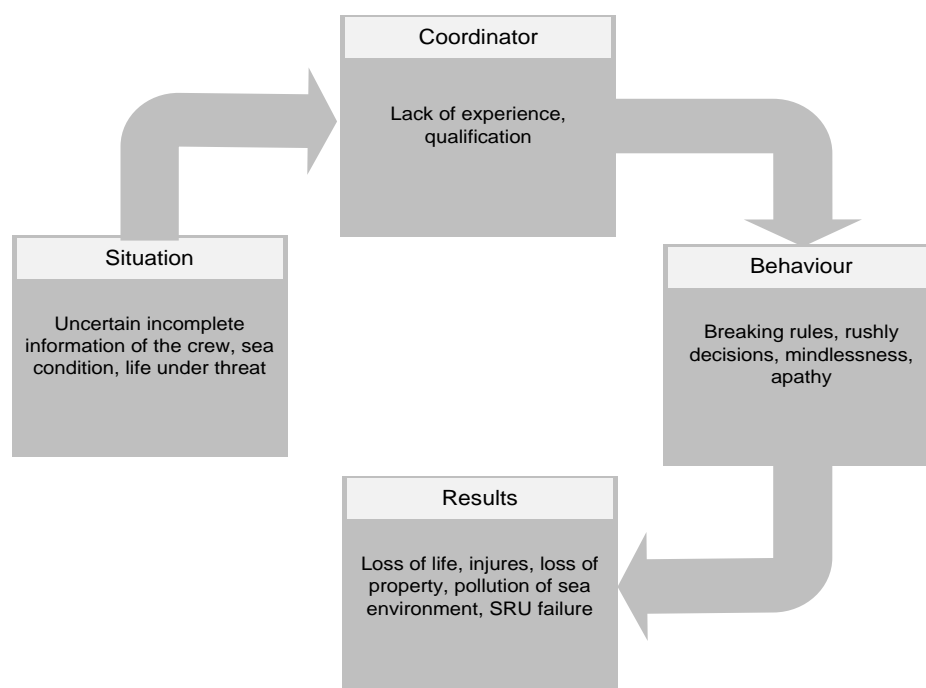 Coordinator
Lack of experience,
qualification
Situation
Uncertain incomplete
information of the crew, sea
condition, life under threat
Behaviour
Breaking rules, rushly
decisions, mindlessness,
apathy
Results
Loss of life, injures, loss of
property, pollution of sea
environment, SRU failure